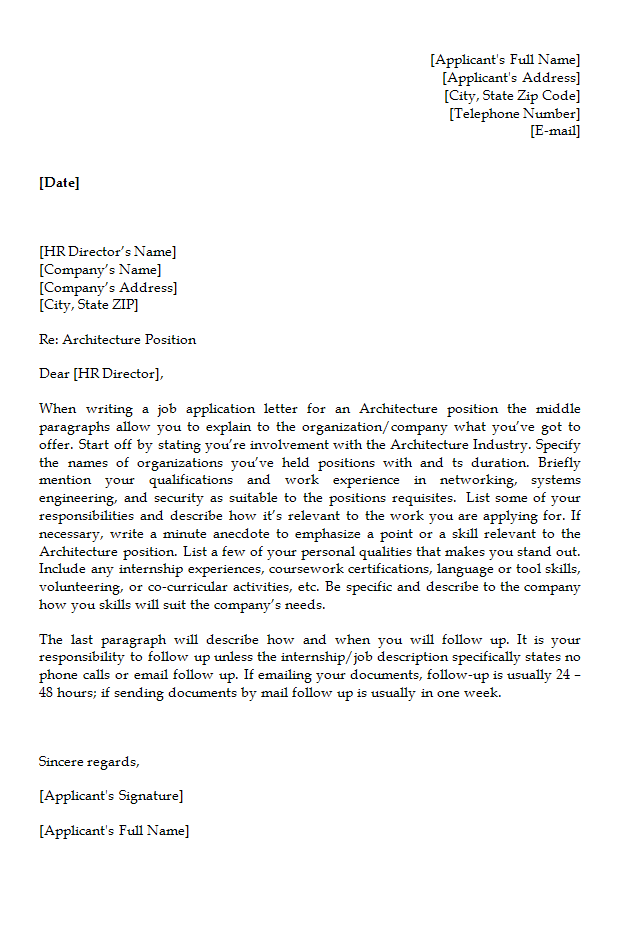 [Applicant's Full Name]
[Applicant's Address]
[City, State Zip Code]
[Telephone Number]
[E-mail]
[Date]
[HR Director’s Name]
[Company’s Name]
[Company’s Address]
[City, State ZIP]
Re: Architecture Position
Dear [HR Director],
When writing a job application letter for an Architecture position the middle
paragraphs allow you to explain to the organization/company what you’ve got to
offer. Start off by stating you’re involvement with the Architecture Industry. Specify
the names of organizations you’ve held positions with and ts duration. Briefly
mention your qualifications and work experience in networking, systems
engineering, and security as suitable to the positions requisites. List some of your
responsibilities and describe how it’s relevant to the work you are applying for. If
necessary, write a minute anecdote to emphasize a point or a skill relevant to the
Architecture position. List a few of your personal qualities that makes you stand out.
Include any internship experiences, coursework certifications, language or tool skills,
volunteering, or co-curricular activities, etc. Be specific and describe to the company
how you skills will suit the company’s needs.
The last paragraph will describe how and when you will follow up. It is your
responsibility to follow up unless the internship/job description specifically states no
phone calls or email follow up. If emailing your documents, follow-up is usually 24 –
48 hours; if sending documents by mail follow up is usually in one week.
Sincere regards,
[Applicant's Signature]
[Applicant's Full Name]